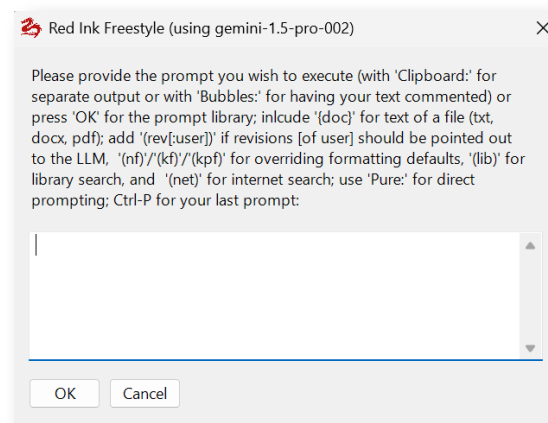 Red Ink Freestyle (using gemini-1.5-pro-002)
Please provide the prompt you wish to execute (with 'Clipboard:' for
separate output or with 'Bubbles:' for having your text commented) or
press 'OK' for the prompt library; inlcude '{doc}' for text of a file (txt,
docx, pdf); add '(rev[:user])' if revisions [of user] should be pointed out
to the LLM,  '(nf)'/'(kf)'/'(kpf)' for overriding formatting defaults, '(lib)' for
library search, and  '(net)' for internet search; use 'Pure:' for direct
prompting; Ctrl-P for your last prompt:
OK Cancel